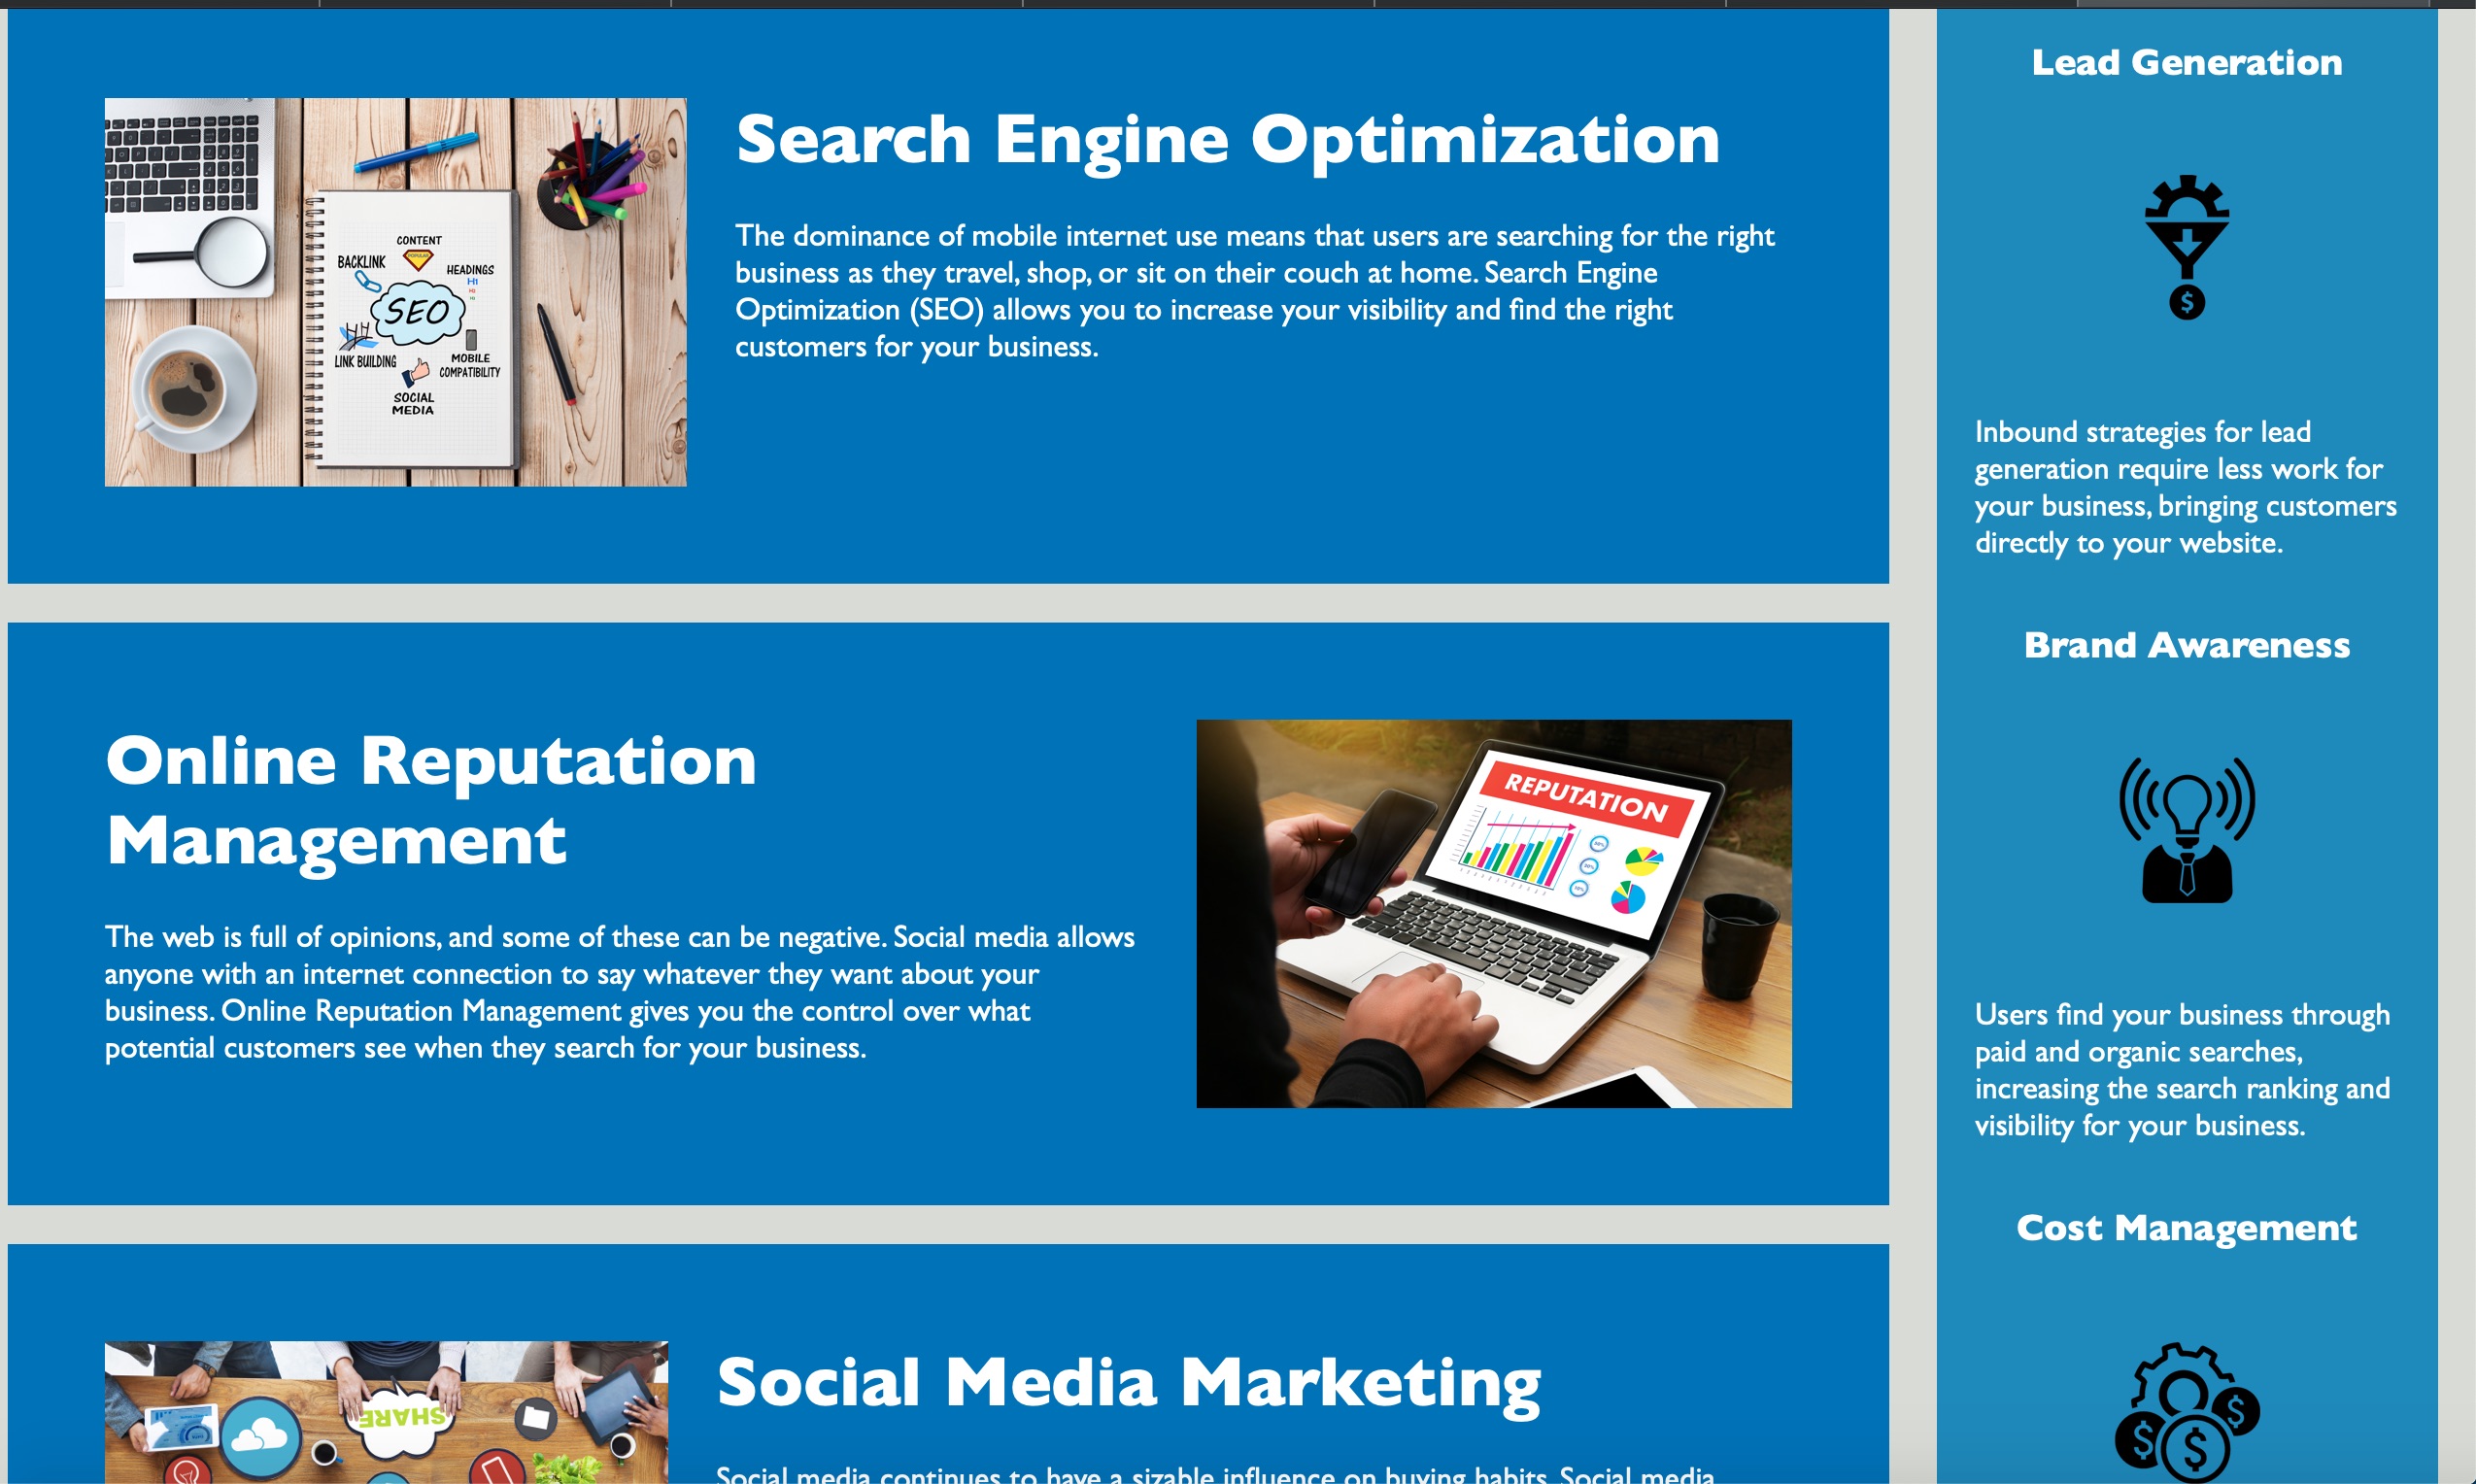 Search Engine Optimization
The dominance of mobile internet use means that users are searching for the right
business as they travel, shop, or sit on their couch at home. Search Engine
Optimization (SEO) allows you to increase your visibility and find the right
customers for your business.
CONTENT
POPULAR
BACKLINK
HEADINGS
H1
H2
H3
SEO
LINK BUILDING
MOBILE
COMPATIBILITY
SOCIAL
MEDIA
Online Reputation
Management
The web is full of opinions, and some of these can be negative. Social media allows
anyone with an internet connection to say whatever they want about your
business. Online Reputation Management gives you the control over what
potential customers see when they search for your business.
REPUTATION
Social Media Marketing
Social media continues to have a sizable influence on buying habits. Social media
SHARE
Lead Generation
$
Inbound strategies for lead
generation require less work for
your business, bringing customers
directly to your website.
Brand Awareness
Users find your business through
paid and organic searches,
increasing the search ranking and
visibility for your business.
Cost Management
$
$
$